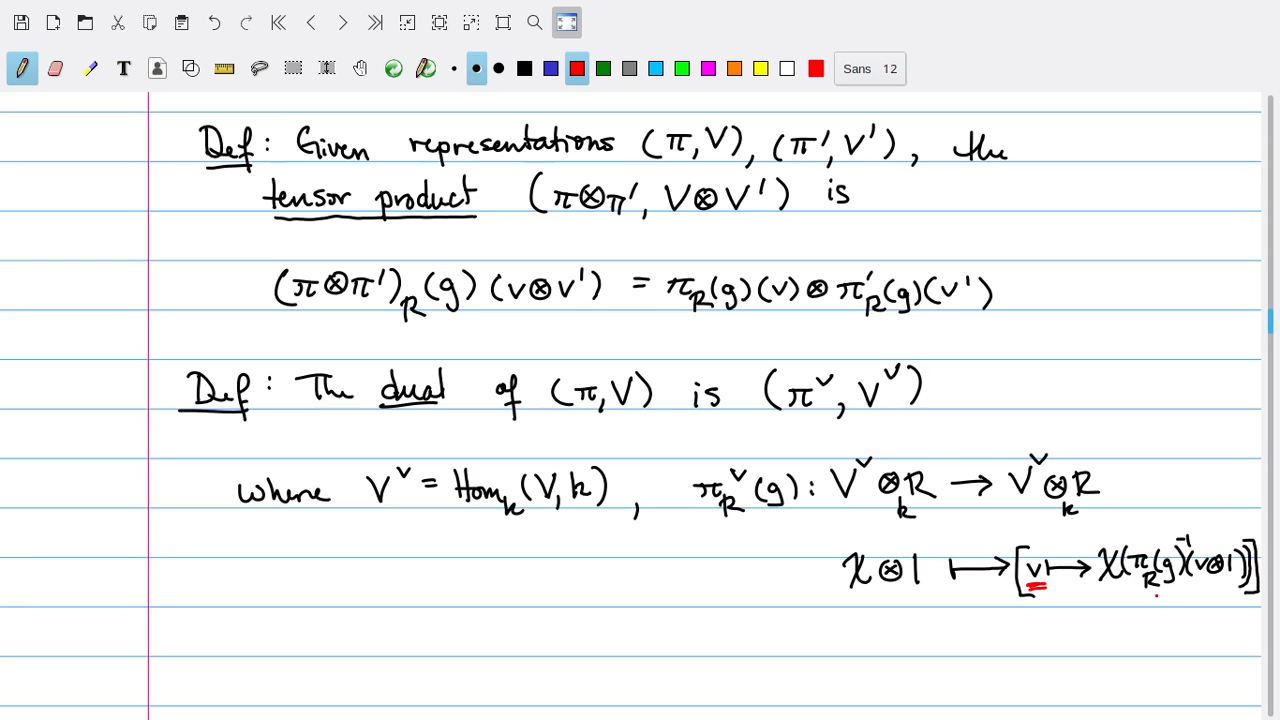 Sans 12
Def: Given representations (π,V), (π',V'), the
tensor product (π⊗π', V⊗V') is
(π⊗π')_R(g)(v⊗v') = π_R(g)(v)⊗π'_R(g)(v')
Def: The dual of (π,V) is (π^∨, V^∨)
where V^∨ = Hom_k(V,k), π^∨_R(g): V^∨⊗_k R → V^∨⊗_k R
χ⊗1 ↦ [v ↦ χ(π_R(g)^{-1}(v⊗1))]